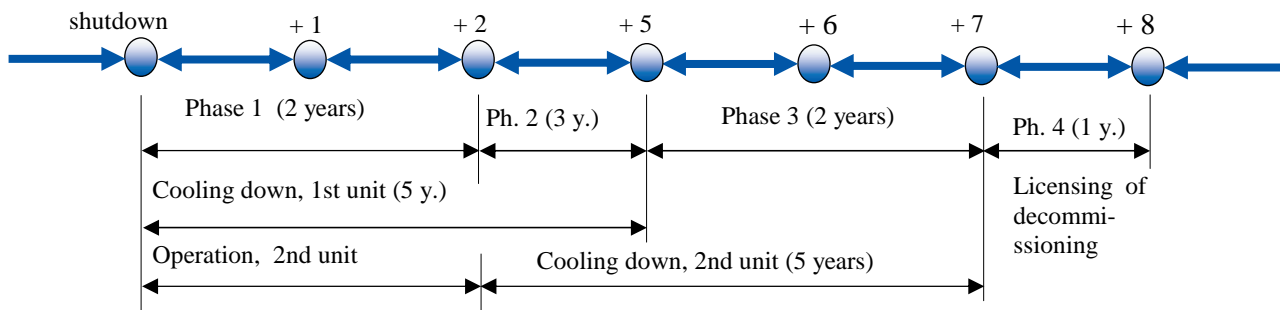 shutdown
+ 1
+ 2
+ 5
+ 6
+ 7
+ 8
Phase 1 (2 years)
Ph. 2 (3 y.)
Phase 3 (2 years)
Ph. 4 (1 y.)
Cooling down, 1st unit (5 y.)
Licensing of
decommi-
ssioning
Operation, 2nd unit
Cooling down, 2nd unit (5 years)